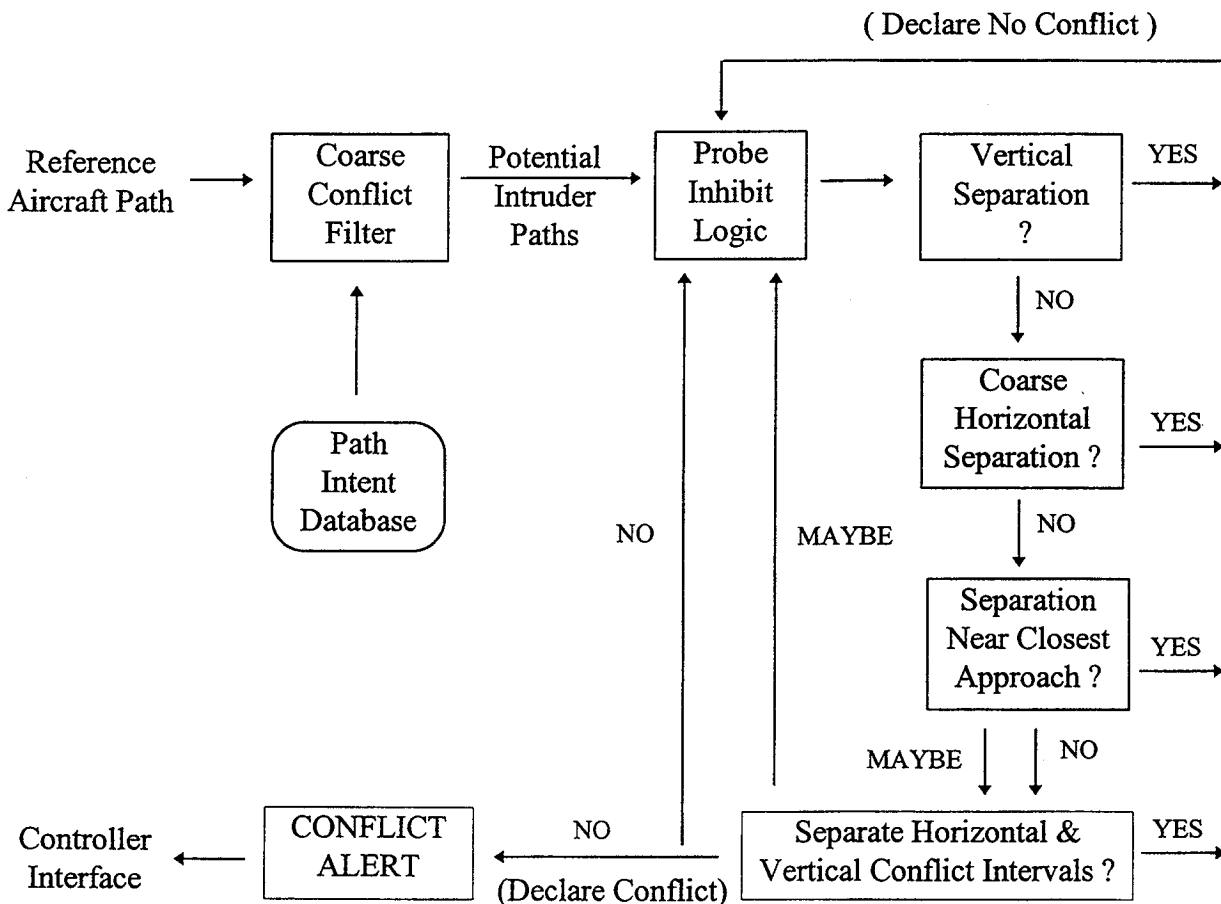 ( Declare No Conflict )
Reference
Aircraft Path
Coarse
Conflict
Filter
Potential
Intruder
Paths
Probe
Inhibit
Logic
Vertical
Separation
?
YES
NO
Coarse
Horizontal
Separation ?
YES
Path
Intent
Database
NO
MAYBE
NO
Separation
Near Closest
Approach ?
YES
MAYBE
NO
Controller
Interface
CONFLICT
ALERT
NO
(Declare Conflict)
Separate Horizontal &
Vertical Conflict Intervals ?
YES